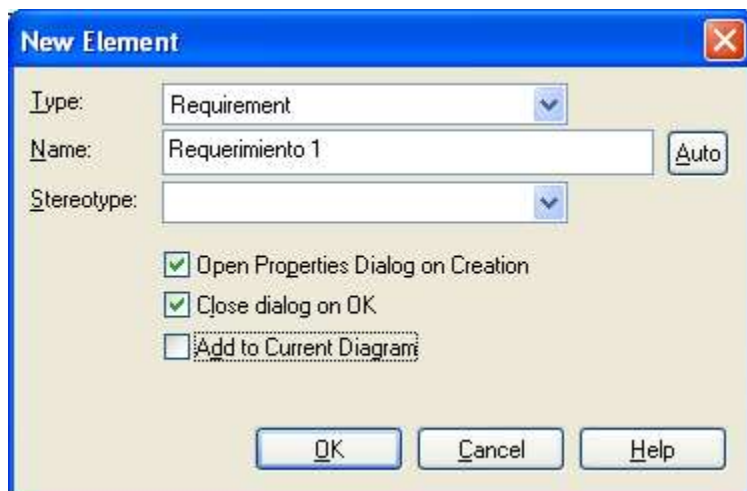 New Element
Type: Requirement
Name: Requerimiento 1 Auto
Stereotype:
Open Properties Dialog on Creation
Close dialog on OK
Add to Current Diagram
OK Cancel Help